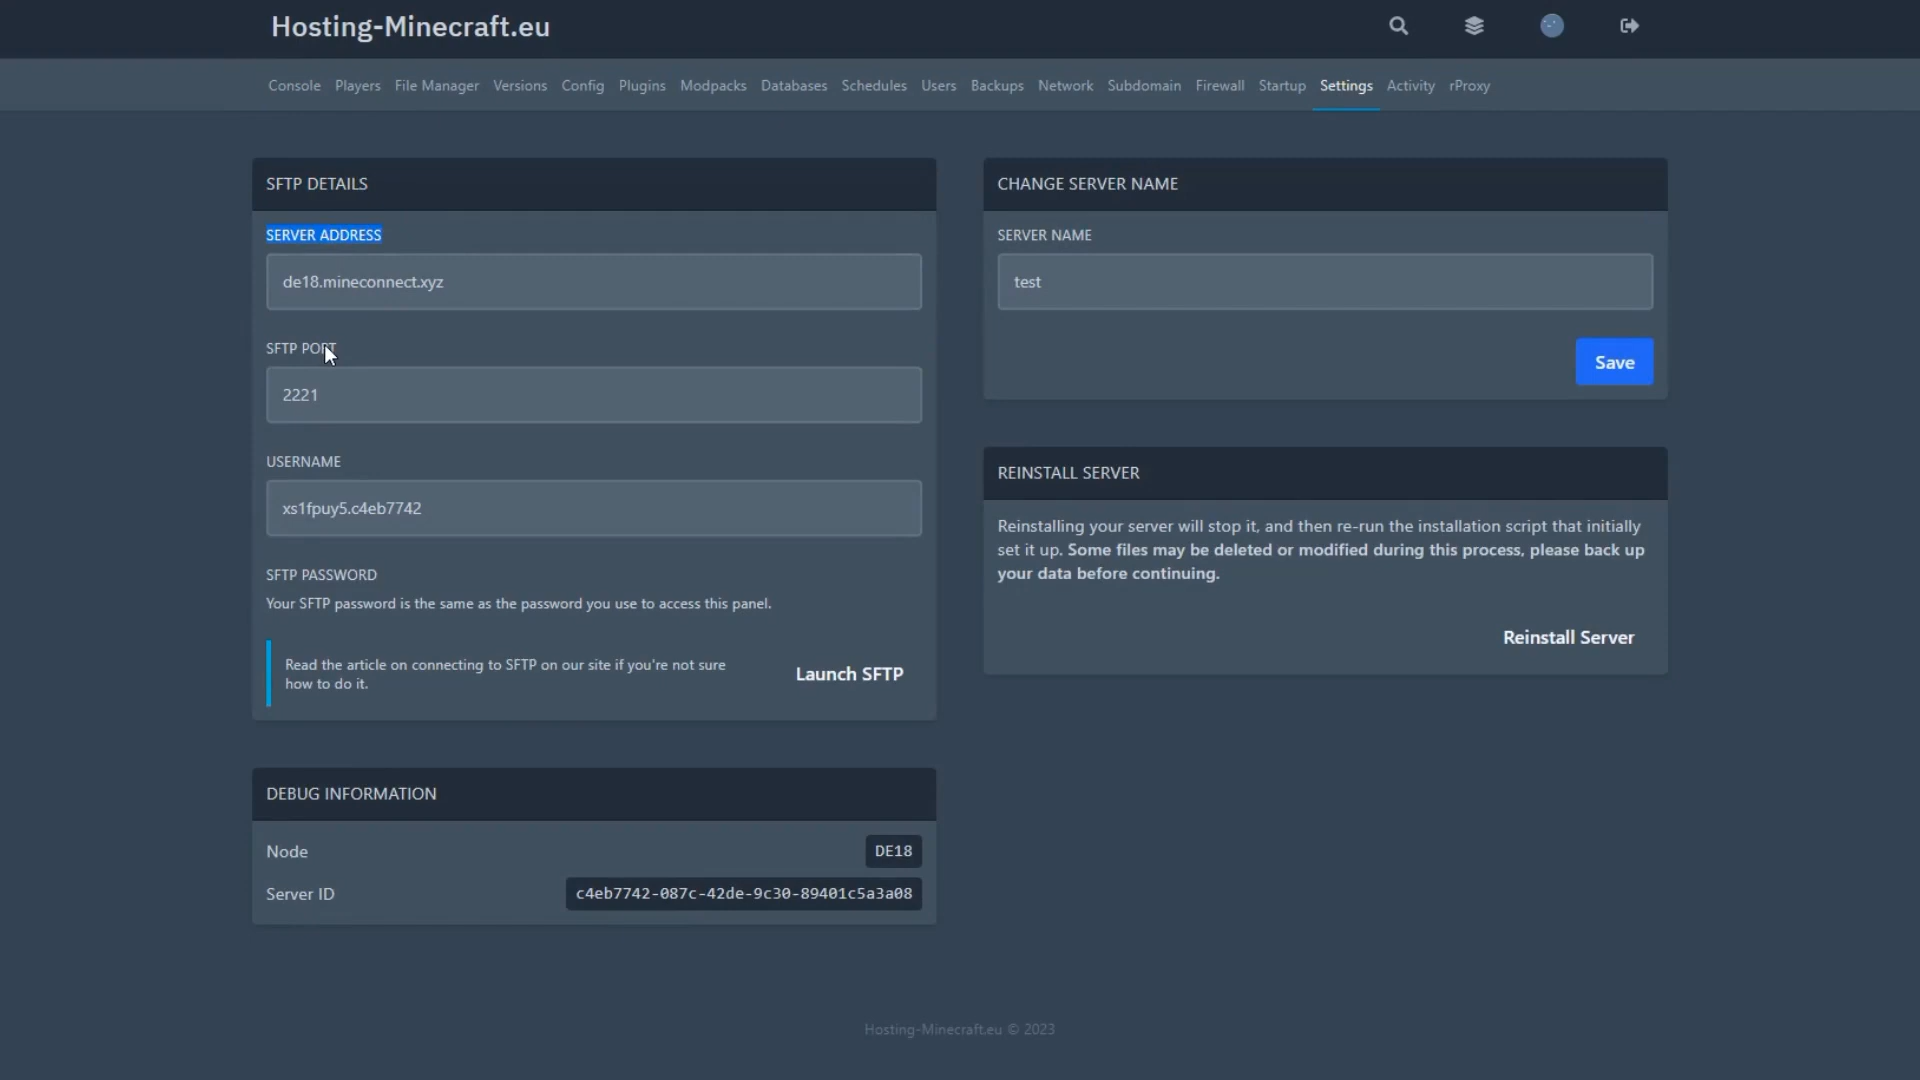 Hosting-Minecraft.eu
Console Players File Manager Versions Config Plugins Modpacks Databases Schedules Users Backups Network Subdomain Firewall Startup Settings Activity rProxy
SFTP DETAILS
SERVER ADDRESS
de18.mineconnect.xyz
SFTP PORT
2221
USERNAME
xs1fpuy5.c4eb7742
SFTP PASSWORD
Your SFTP password is the same as the password you use to access this panel.
Read the article on connecting to SFTP on our site if you're not sure
how to do it.
Launch SFTP
DEBUG INFORMATION
Node DE18
Server ID c4eb7742-087c-42de-9c30-89401c5a3a08
CHANGE SERVER NAME
SERVER NAME
test
Save
REINSTALL SERVER
Reinstalling your server will stop it, and then re-run the installation script that initially
set it up. Some files may be deleted or modified during this process, please back up
your data before continuing.
Reinstall Server
Hosting-Minecraft.eu © 2023